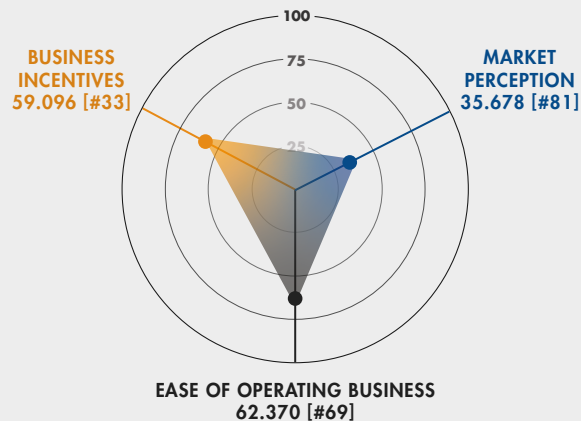 100
75
50
25
BUSINESS
INCENTIVES
59.096 [#33]
MARKET
PERCEPTION
35.678 [#81]
EASE OF OPERATING BUSINESS
62.370 [#69]